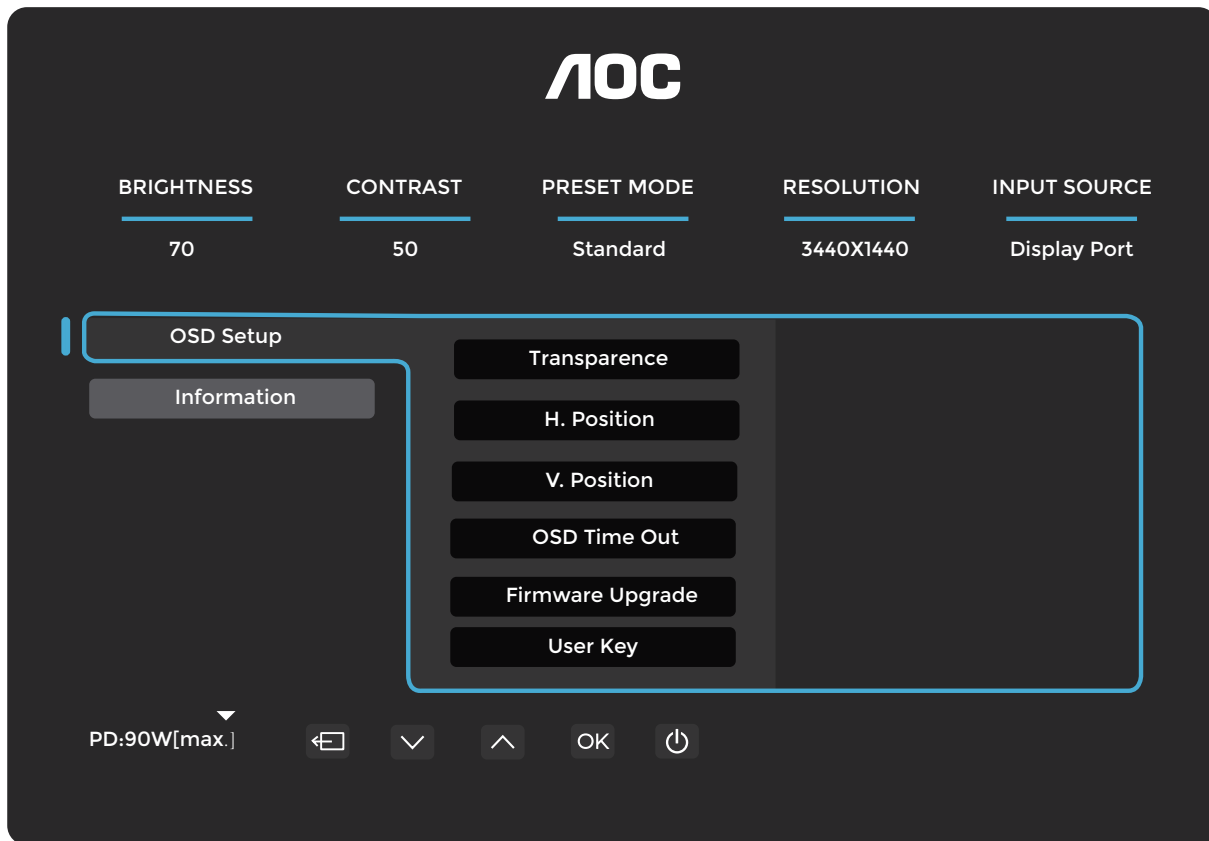 AOC
BRIGHTNESS CONTRAST PRESET MODE RESOLUTION INPUT SOURCE
70 50 Standard 3440X1440 Display Port
OSD Setup
Information
Transparence
H. Position
V. Position
OSD Time Out
Firmware Upgrade
User Key
PD:90W[max.] OK